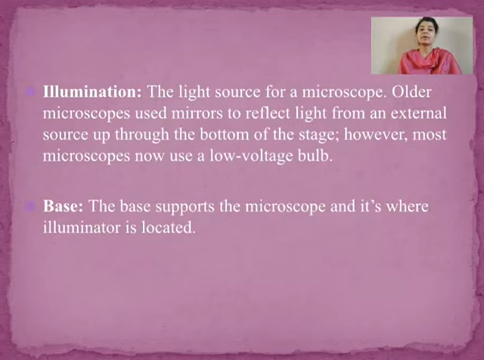 Illumination: The light source for a microscope. Older
microscopes used mirrors to reflect light from an external
source up through the bottom of the stage; however, most
microscopes now use a low-voltage bulb.
Base: The base supports the microscope and it's where
illuminator is located.